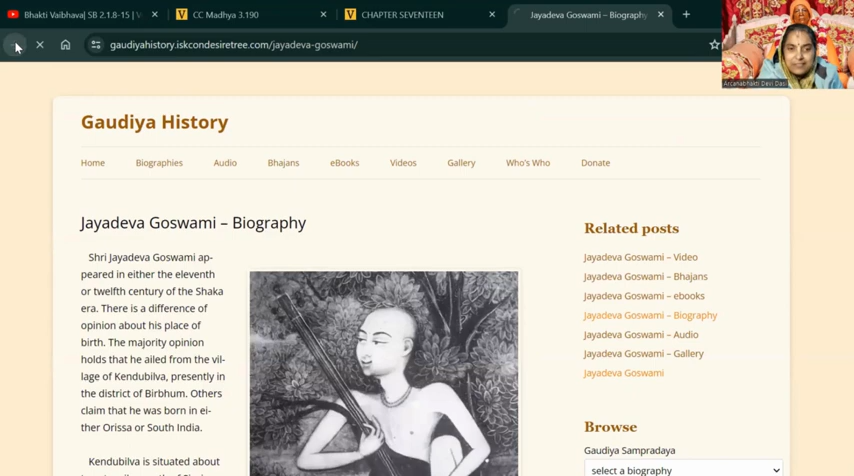 Bhakti Vaibhava| SB 2.1.8-15 |
CC Madhya 3.190
CHAPTER SEVENTEEN
Jayadeva Goswami – Biography
gaudiyahistory.iskcondesiretree.com/jayadeva-goswami/
Arcanabhakti Devi Dasi
Gaudiya History
Home Biographies Audio Bhajans eBooks Videos Gallery Who's Who Donate
Jayadeva Goswami – Biography
Shri Jayadeva Goswami ap-
peared in either the eleventh
or twelfth century of the Shaka
era. There is a difference of
opinion about his place of
birth. The majority opinion
holds that he ailed from the vil-
lage of Kendubilva, presently in
the district of Birbhum. Others
claim that he was born in ei-
ther Orissa or South India.
Kendubilva is situated about
Related posts
Jayadeva Goswami – Video
Jayadeva Goswami – Bhajans
Jayadeva Goswami – ebooks
Jayadeva Goswami – Biography
Jayadeva Goswami – Audio
Jayadeva Goswami – Gallery
Jayadeva Goswami
Browse
Gaudiya Sampradaya
select a biography